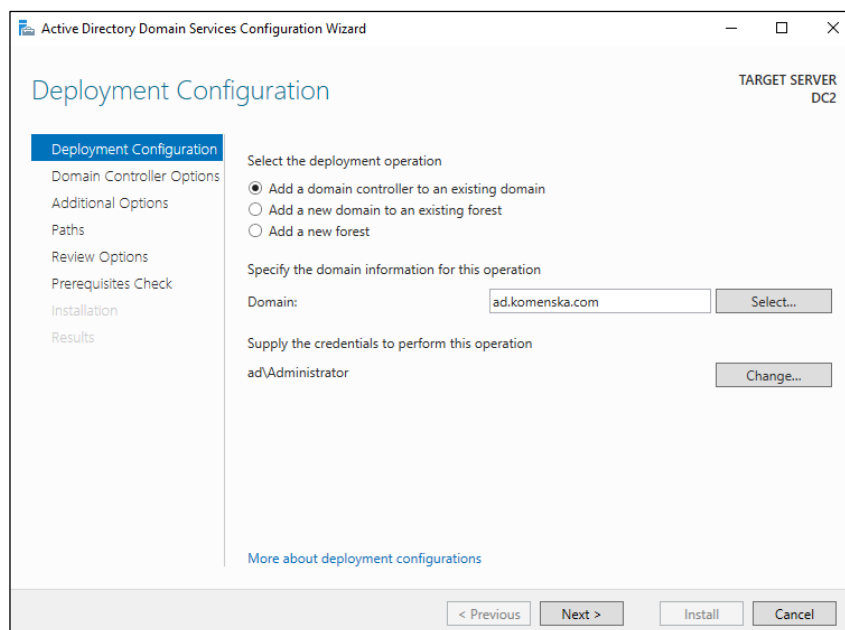 Active Directory Domain Services Configuration Wizard
Deployment Configuration
TARGET SERVER
DC2
Deployment Configuration
Domain Controller Options
Additional Options
Paths
Review Options
Prerequisites Check
Installation
Results
Select the deployment operation
Add a domain controller to an existing domain
Add a new domain to an existing forest
Add a new forest
Specify the domain information for this operation
Domain: ad.komenska.com Select...
Supply the credentials to perform this operation
ad\Administrator Change...
More about deployment configurations
< Previous Next > Install Cancel